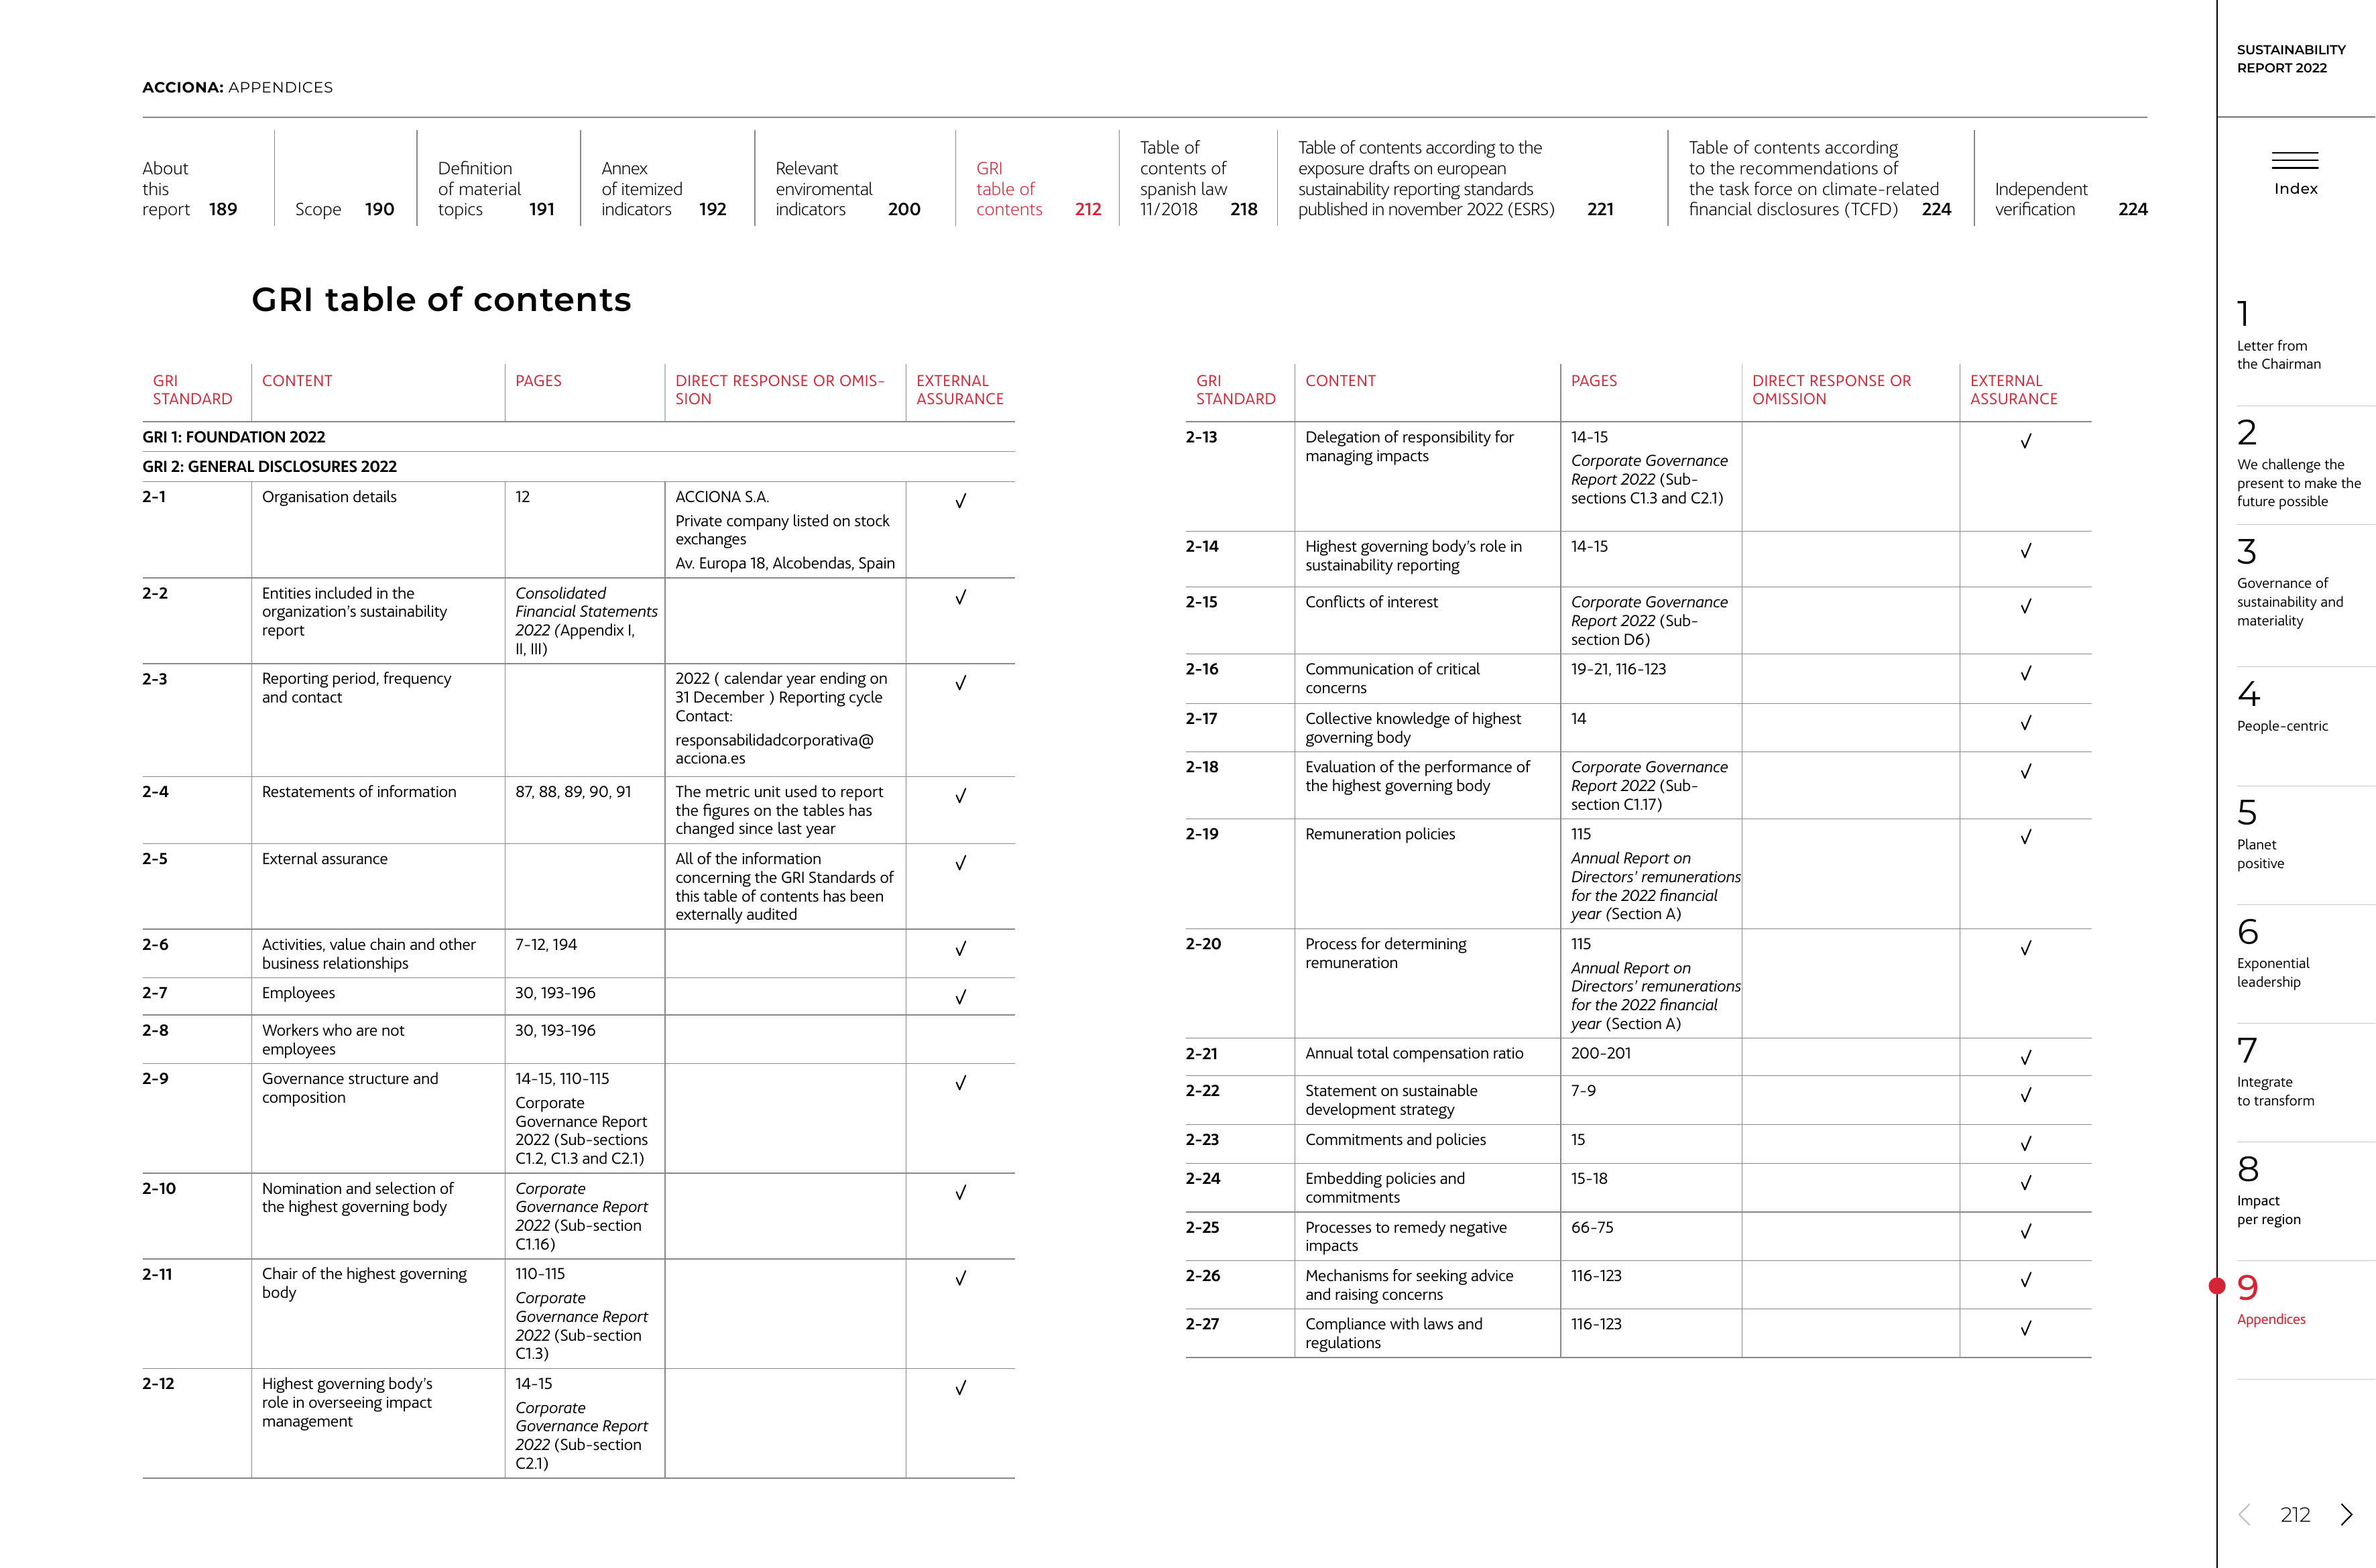 ACCIONA: APPENDICES
SUSTAINABILITY
REPORT 2022
Index
About
this
report 189
Scope 190
Definition
of material
topics 191
Annex
of itemized
indicators 192
Relevant
enviromental
indicators 200
GRI
table of
contents 212
Table of
contents of
spanish law
11/2018 218
Table of contents according to the
exposure drafts on european
sustainability reporting standards
published in november 2022 (ESRS) 221
Table of contents according
to the recommendations of
the task force on climate-related
financial disclosures (TCFD) 224
Independent
verification 224
GRI table of contents
GRI
STANDARD
CONTENT
PAGES
DIRECT RESPONSE OR OMIS-
SION
EXTERNAL
ASSURANCE
GRI 1: FOUNDATION 2022
GRI 2: GENERAL DISCLOSURES 2022
2-1
Organisation details
12
ACCIONA S.A.
Private company listed on stock
exchanges
Av. Europa 18, Alcobendas, Spain
✓
2-2
Entities included in the
organization's sustainability
report
Consolidated
Financial Statements
2022 (Appendix I,
II, III)
✓
2-3
Reporting period, frequency
and contact
2022 ( calendar year ending on
31 December ) Reporting cycle
Contact:
responsabilidadcorporativa@
acciona.es
✓
2-4
Restatements of information
87, 88, 89, 90, 91
The metric unit used to report
the figures on the tables has
changed since last year
✓
2-5
External assurance
All of the information
concerning the GRI Standards of
this table of contents has been
externally audited
✓
2-6
Activities, value chain and other
business relationships
7-12, 194
✓
2-7
Employees
30, 193-196
✓
2-8
Workers who are not
employees
30, 193-196
2-9
Governance structure and
composition
14-15, 110-115
Corporate
Governance Report
2022 (Sub-sections
C1.2, C1.3 and C2.1)
✓
2-10
Nomination and selection of
the highest governing body
Corporate
Governance Report
2022 (Sub-section
C1.16)
✓
2-11
Chair of the highest governing
body
110-115
Corporate
Governance Report
2022 (Sub-section
C1.3)
✓
2-12
Highest governing body's
role in overseeing impact
management
14-15
Corporate
Governance Report
2022 (Sub-section
C2.1)
✓
GRI
STANDARD
CONTENT
PAGES
DIRECT RESPONSE OR
OMISSION
EXTERNAL
ASSURANCE
2-13
Delegation of responsibility for
managing impacts
14-15
Corporate Governance
Report 2022 (Sub-
sections C1.3 and C2.1)
✓
2-14
Highest governing body's role in
sustainability reporting
14-15
✓
2-15
Conflicts of interest
Corporate Governance
Report 2022 (Sub-
section D6)
✓
2-16
Communication of critical
concerns
19-21, 116-123
✓
2-17
Collective knowledge of highest
governing body
14
✓
2-18
Evaluation of the performance of
the highest governing body
Corporate Governance
Report 2022 (Sub-
section C1.17)
✓
2-19
Remuneration policies
115
Annual Report on
Directors' remunerations
for the 2022 financial
year (Section A)
✓
2-20
Process for determining
remuneration
115
Annual Report on
Directors' remunerations
for the 2022 financial
year (Section A)
✓
2-21
Annual total compensation ratio
200-201
✓
2-22
Statement on sustainable
development strategy
7-9
✓
2-23
Commitments and policies
15
✓
2-24
Embedding policies and
commitments
15-18
✓
2-25
Processes to remedy negative
impacts
66-75
✓
2-26
Mechanisms for seeking advice
and raising concerns
116-123
✓
2-27
Compliance with laws and
regulations
116-123
✓
1
Letter from
the Chairman
2
We challenge the
present to make the
future possible
3
Governance of
sustainability and
materiality
4
People-centric
5
Planet
positive
6
Exponential
leadership
7
Integrate
to transform
8
Impact
per region
9
Appendices
212